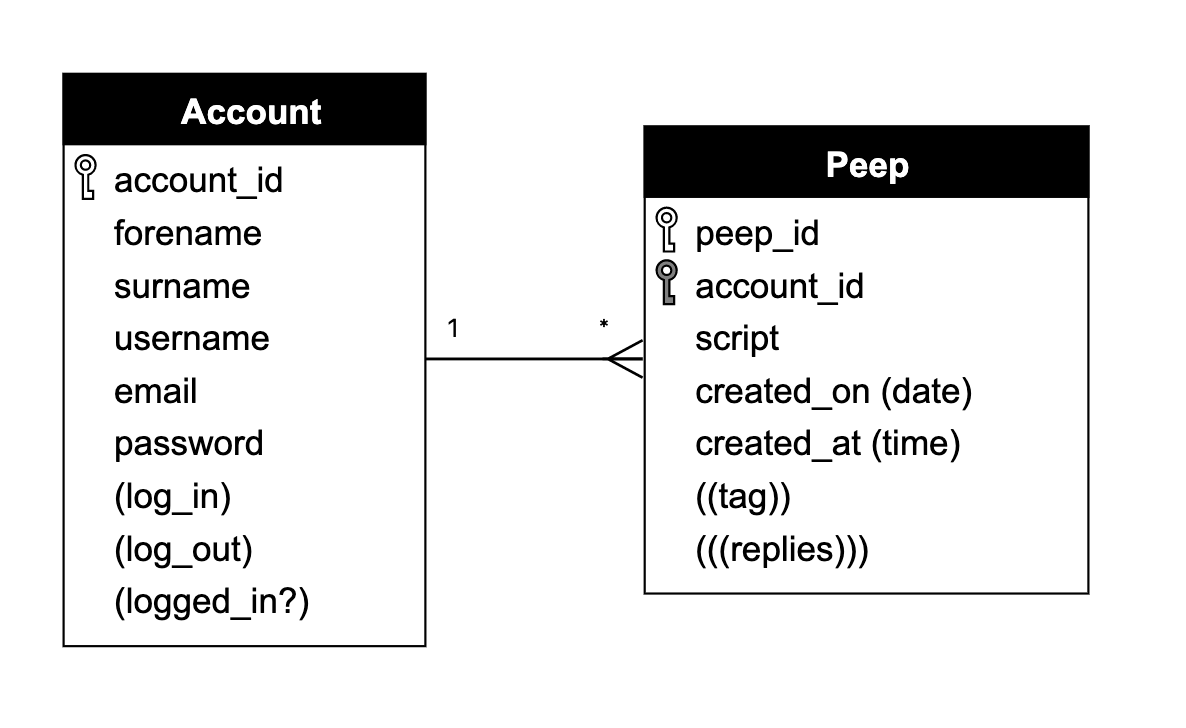 Account
account_id
forename
surname
username
email
password
(log_in)
(log_out)
(logged_in?)
1
*
Peep
peep_id
account_id
script
created_on (date)
created_at (time)
((tag))
(((replies)))